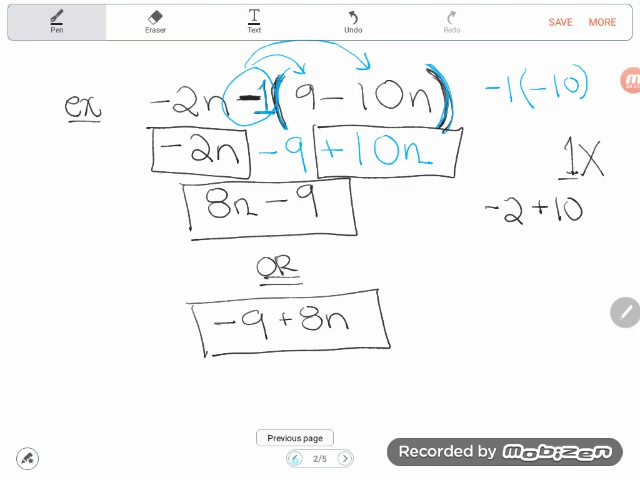 Pen Eraser Text Undo Redo SAVE MORE
ex -2n -1(9 - 10n) -1(-10)
-2n -9 +10n 1X
8n - 9 -2 + 10
OR
-9 + 8n
Previous page
2/5
Recorded by mobizen